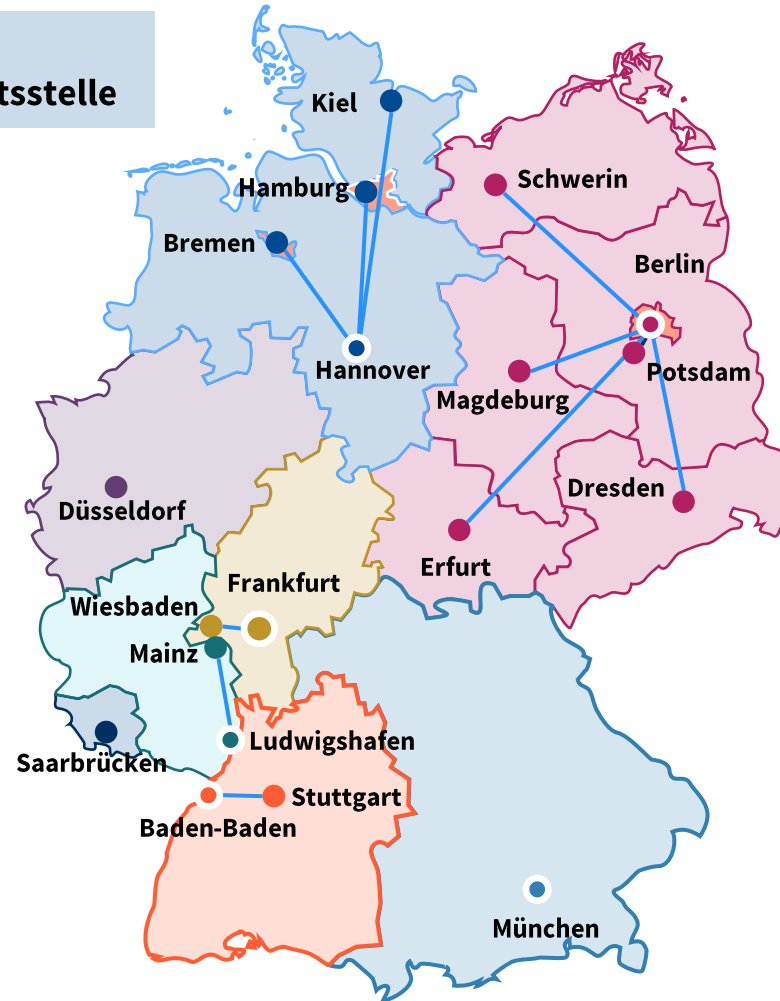 tsstelle
Kiel
Schwerin
Hamburg
Bremen
Berlin
Hannover
Potsdam
Magdeburg
Dresden
Düsseldorf
Erfurt
Frankfurt
Wiesbaden
Mainz
Ludwigshafen
Saarbrücken
Stuttgart
Baden-Baden
München